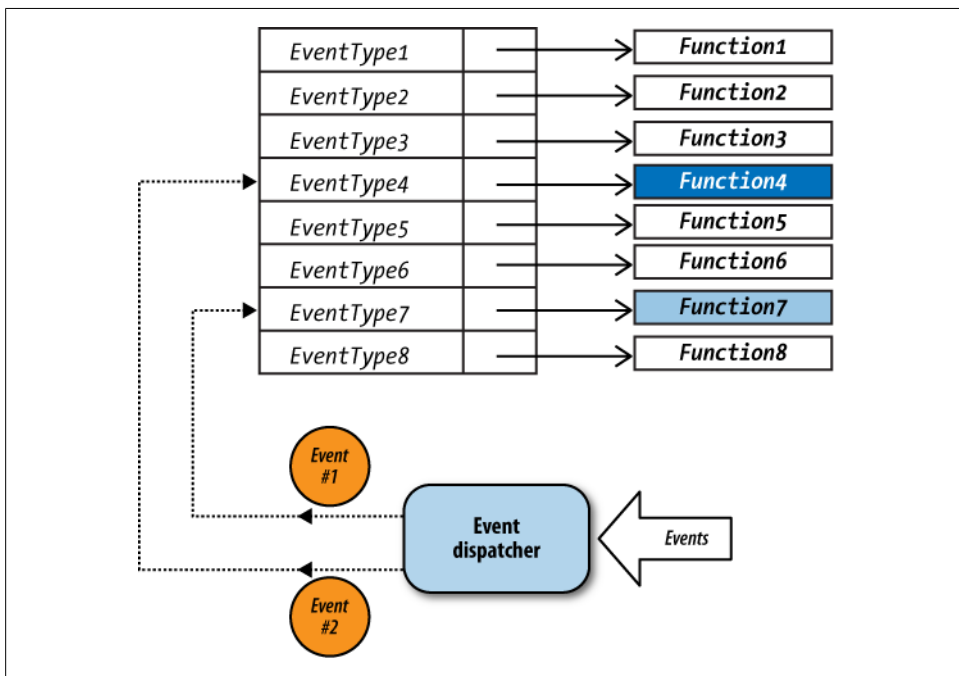 EventType1
Function1
EventType2
Function2
EventType3
Function3
EventType4
Function4
EventType5
Function5
EventType6
Function6
EventType7
Function7
EventType8
Function8
Event
#1
Event
dispatcher
Events
Event
#2